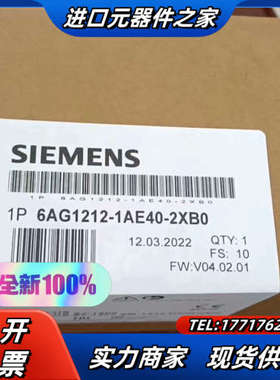 进口元器件之家
SIEMENS
1P 6AG1212-1AE40-2XB0
1P 6AG1212-1AE40-2XB0
12.03.2022
QTY: 1
FS: 10
FW:V04.02.01
全新100%
可开
发票
TEL:1771762
实力商家 现货供